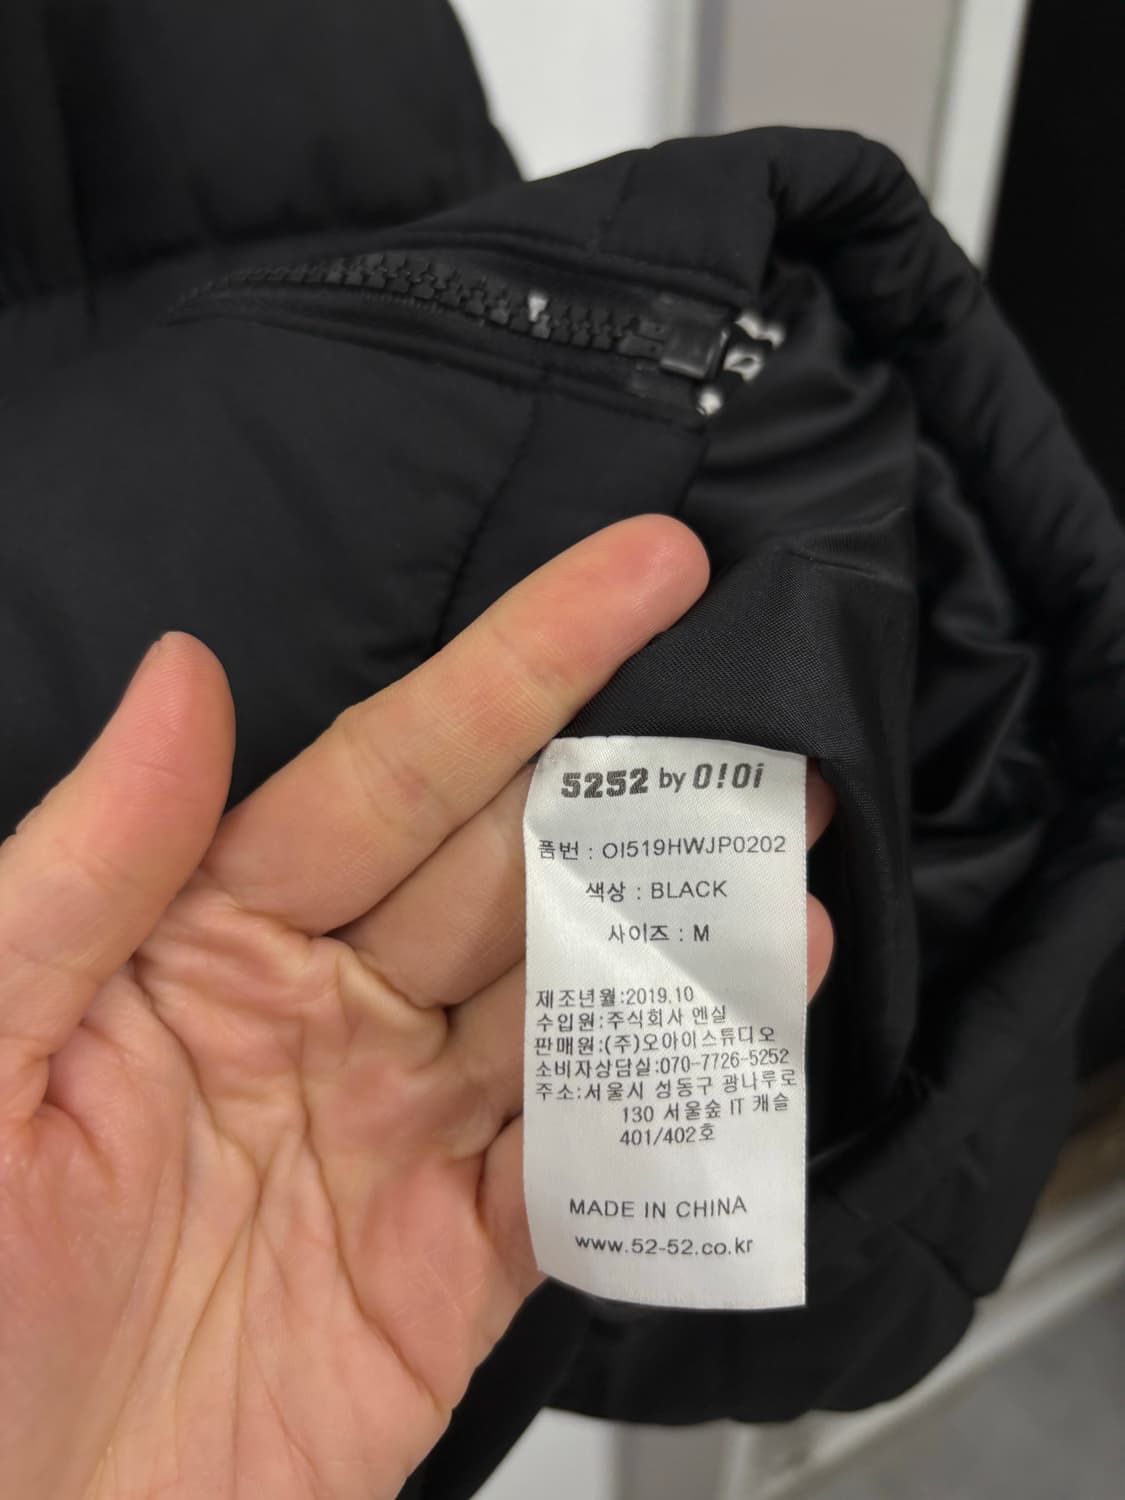 5252 by O!Oi
품번 : OI519HWJP0202
색상 : BLACK
사이즈 : M
제조년월:2019.10
수입원:주식회사 엔실
판매원:(주)오아이스튜디오
소비자상담실:070-7726-5252
주소:서울시 성동구 광나루로
130 서울숲 IT 캐슬
401/402호
MADE IN CHINA
www.52-52.co.kr